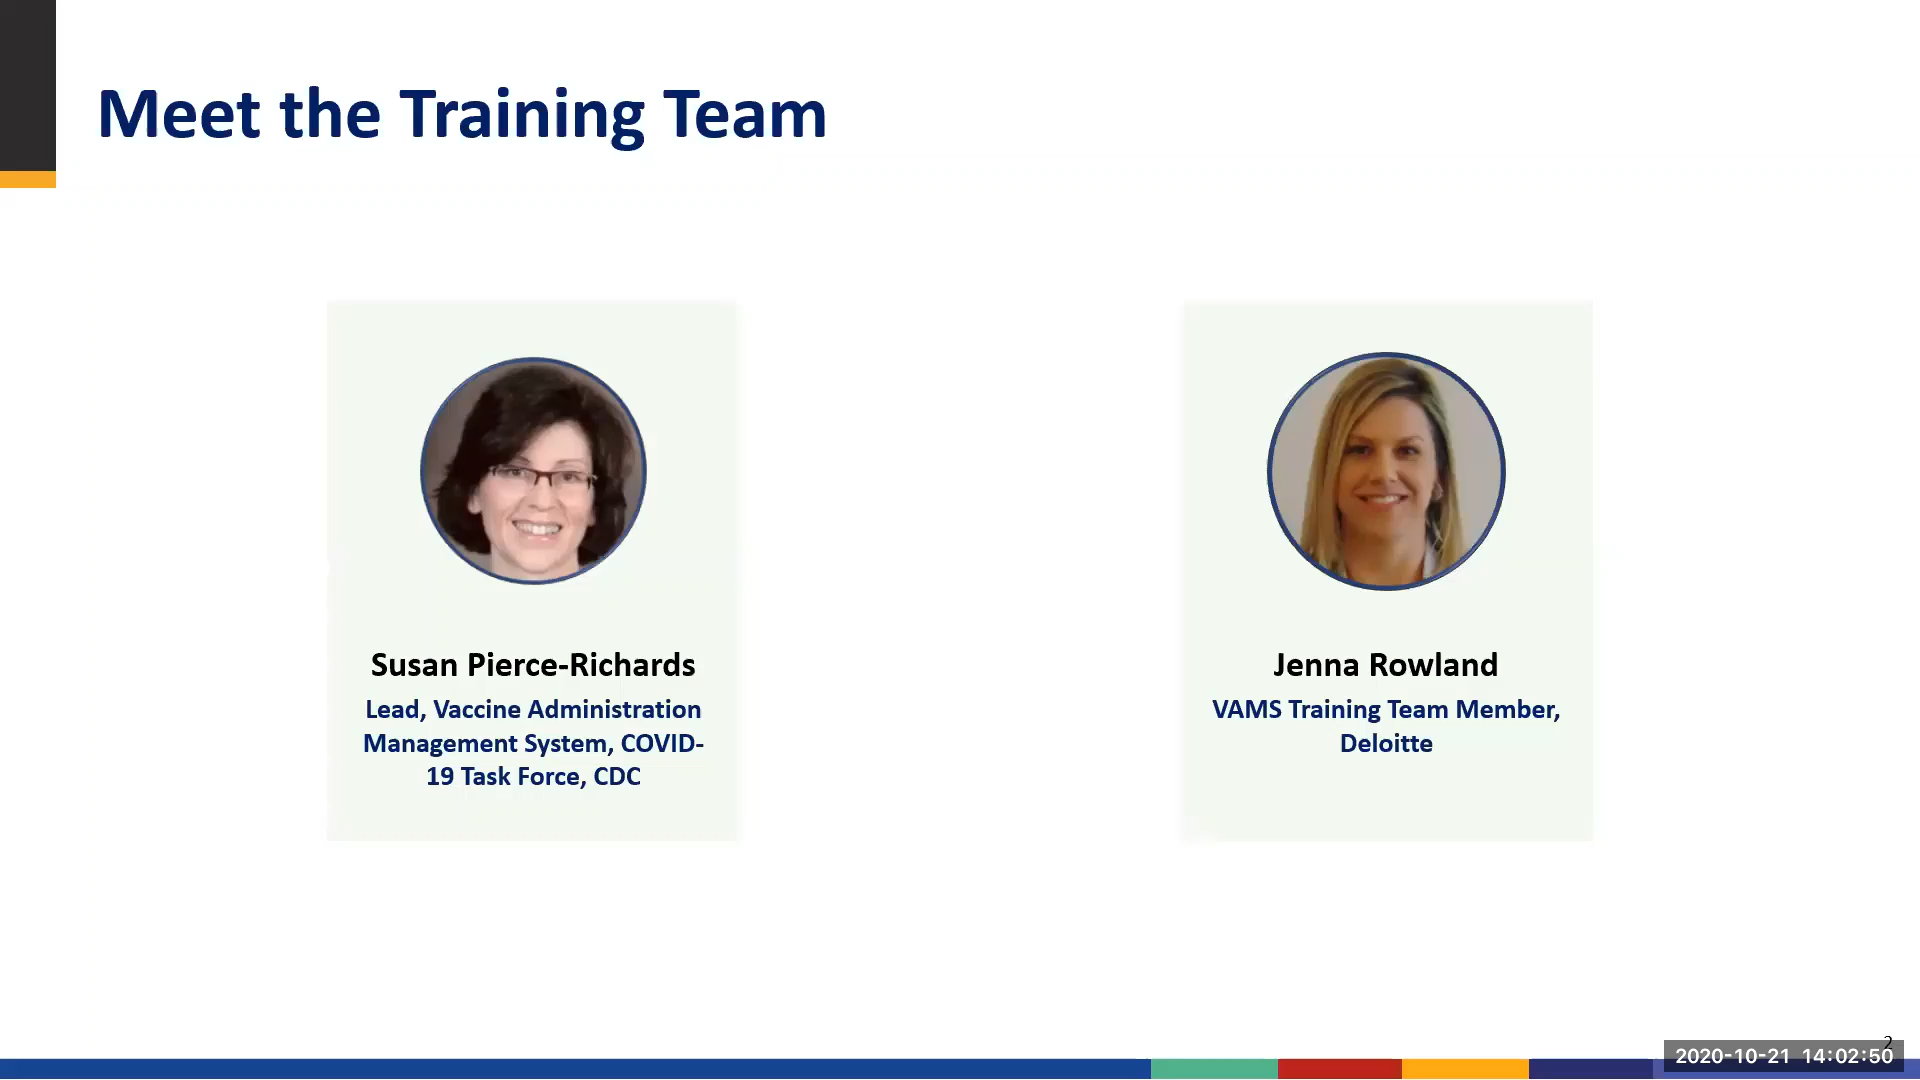 Meet the Training Team
Susan Pierce-Richards
Lead, Vaccine Administration
Management System, COVID-
19 Task Force, CDC
Jenna Rowland
VAMS Training Team Member,
Deloitte
2
2020-10-21 14:02:50